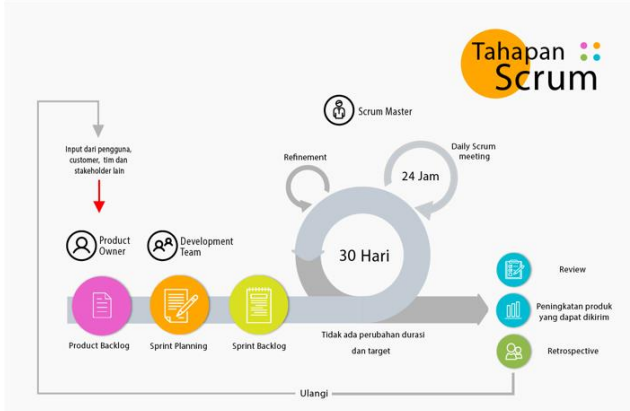 Tahapan
Scrum
Scrum Master
Input dari pengguna,
customer, tim dan
stakeholder lain
Refinement
Daily Scrum
meeting
24 Jam
Product
Owner
Development
Team
30 Hari
Review
Peningkatan produk
yang dapat dikirim
Retrospective
Product Backlog
Sprint Planning
Sprint Backlog
Tidak ada perubahan durasi
dan target
Ulangi